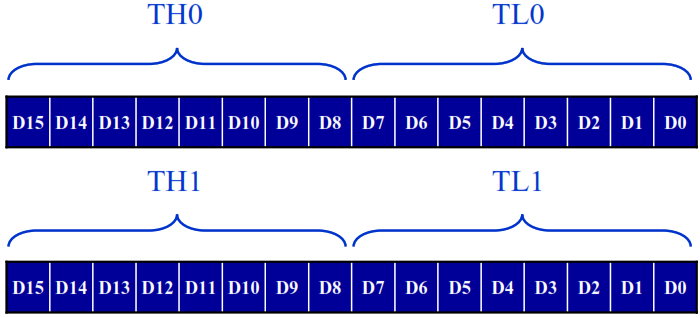 TH0 TL0
D15 D14 D13 D12 D11 D10 D9 D8 D7 D6 D5 D4 D3 D2 D1 D0
TH1 TL1
D15 D14 D13 D12 D11 D10 D9 D8 D7 D6 D5 D4 D3 D2 D1 D0